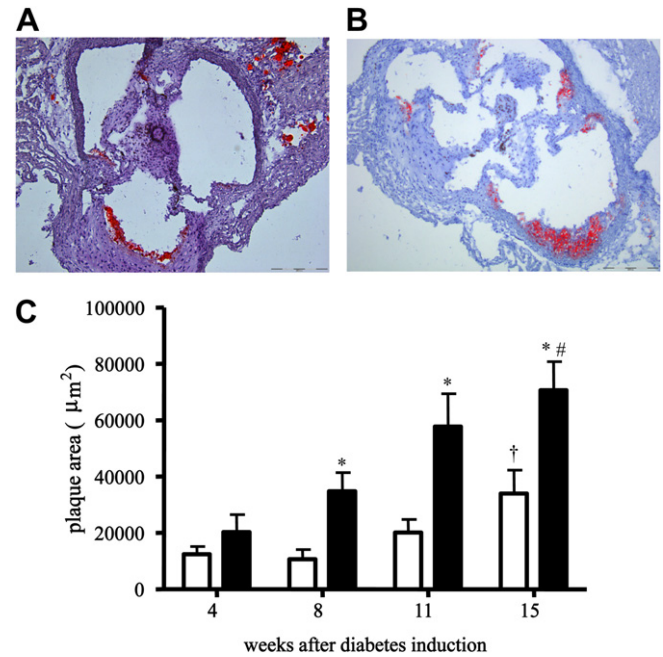 A
B
C
100000
80000
60000
40000
20000
0
plaque area ( μm²)
*
*
†
* #
4
8
11
15
weeks after diabetes induction